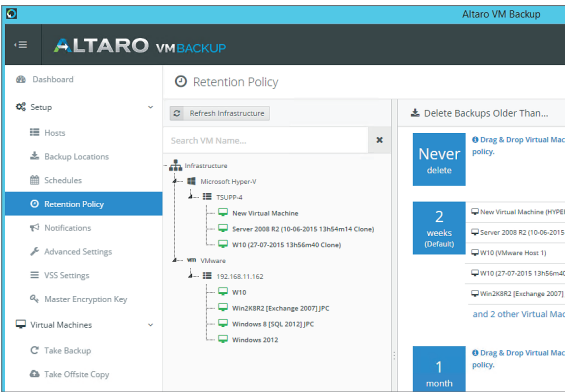 Altaro VM Backup
ALTARO VM BACKUP
Dashboard
Setup
Hosts
Backup Locations
Schedules
Retention Policy
Notifications
Advanced Settings
VSS Settings
Master Encryption Key
Virtual Machines
Take Backup
Take Offsite Copy
Retention Policy
Refresh Infrastructure
Search VM Name...
Infrastructure
Microsoft Hyper-V
TSUPP-4
New Virtual Machine
Server 2008 R2 (10-06-2015 13h54m14 Clone)
W10 (27-07-2015 13h56m40 Clone)
vm VMware
192.168.11.162
W10
Win2K8R2 [Exchange 2007] JPC
Windows 8 [SQL 2012] JPC
Windows 2012
Delete Backups Older Than...
Never
delete
Drag & Drop Virtual Mac
policy.
2
weeks
(Default)
New Virtual Machine (HYPE
Server 2008 R2 (10-06-2015
W10 (VMware Host 1)
W10 (27-07-2015 13h56m40
Win2K8R2 [Exchange 2007]
and 2 other Virtual Mac
1
month
Drag & Drop Virtual Mac
policy.